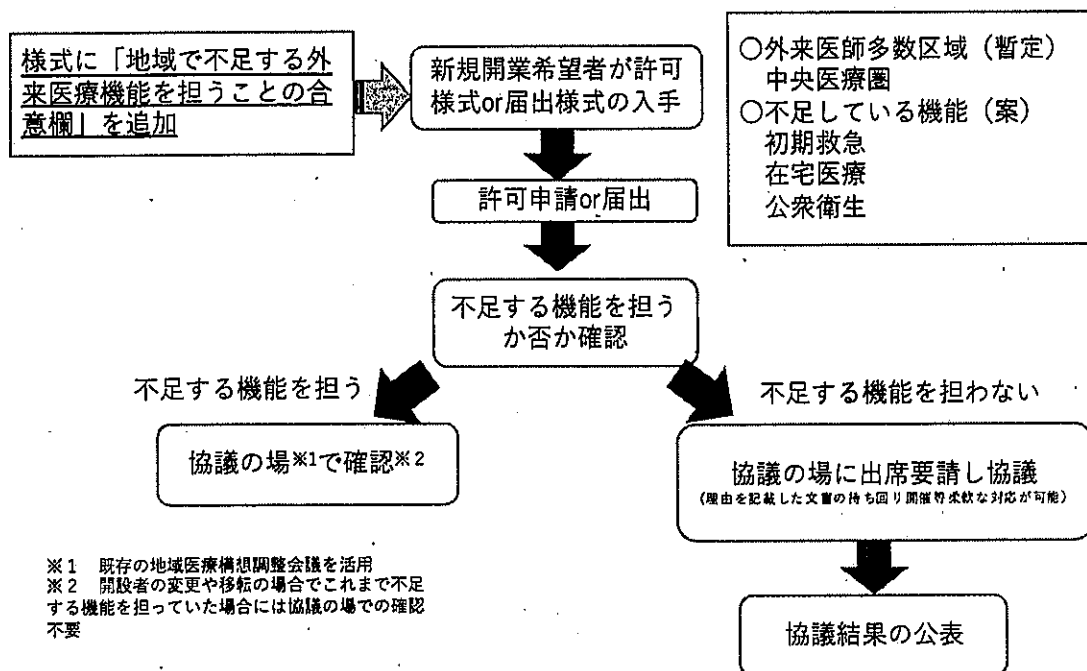 様式に「地域で不足する外
来医療機能を担うことの合
意欄」を追加
新規開業希望者が許可
様式or届出様式の入手
○外来医師多数区域（暫定）
中央医療圏
○不足している機能（案）
初期救急
在宅医療
公衆衛生
許可申請or届出
不足する機能を担う
か否か確認
不足する機能を担う
不足する機能を担わない
協議の場※1で確認※2
協議の場に出席要請し協議
（理由を記載した文書の持ち回り開催等柔軟な対応が可能）
※1　既存の地域医療構想調整会議を活用
※2　開設者の変更や移転の場合でこれまで不足
する機能を担っていた場合には協議の場での確認
不要
協議結果の公表